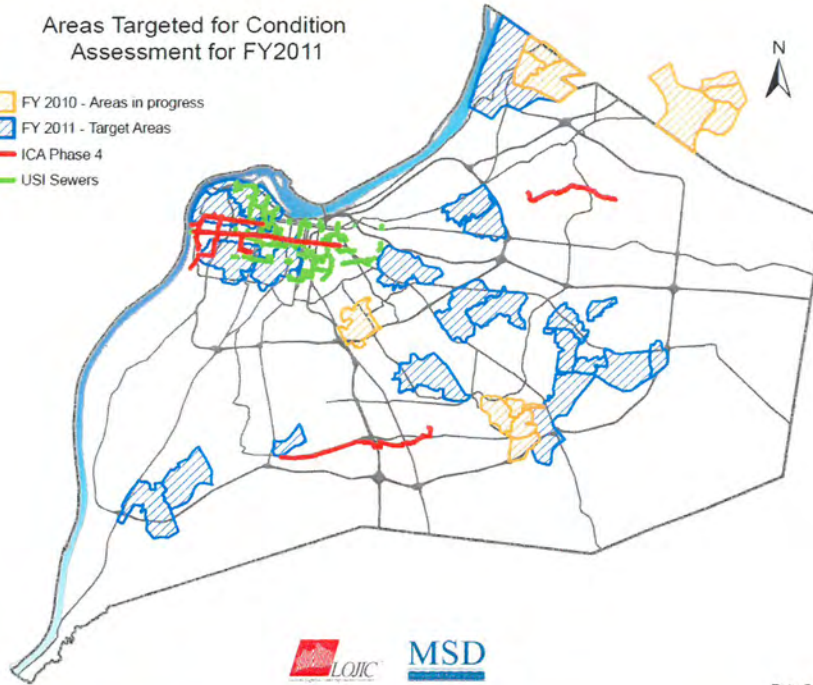 Areas Targeted for Condition
Assessment for FY2011
N
FY 2010 - Areas in progress
FY 2011 - Target Areas
ICA Phase 4
USI Sewers
LOJIC
MSD